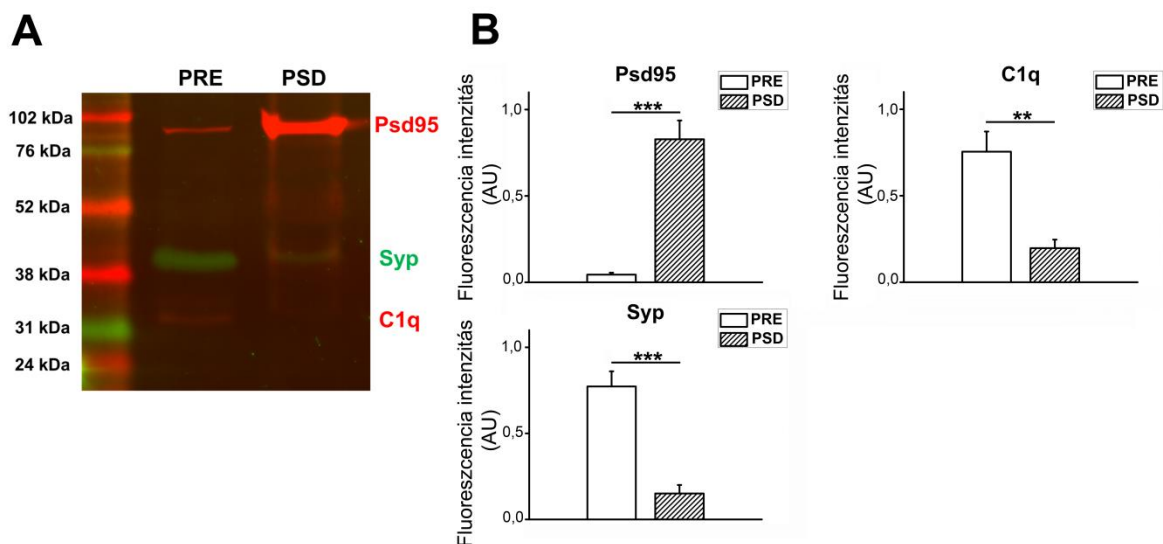 A
PRE PSD
102 kDa
76 kDa
52 kDa
38 kDa
31 kDa
24 kDa
Psd95
Syp
C1q
B
Psd95
PRE
PSD
Fluoreszcencia intenzitás
(AU)
1,0
0,5
0,0
***
C1q
PRE
PSD
Fluoreszcencia intenzitás
(AU)
1,0
0,5
0,0
**
Syp
PRE
PSD
Fluoreszcencia intenzitás
(AU)
1,0
0,5
0,0
***